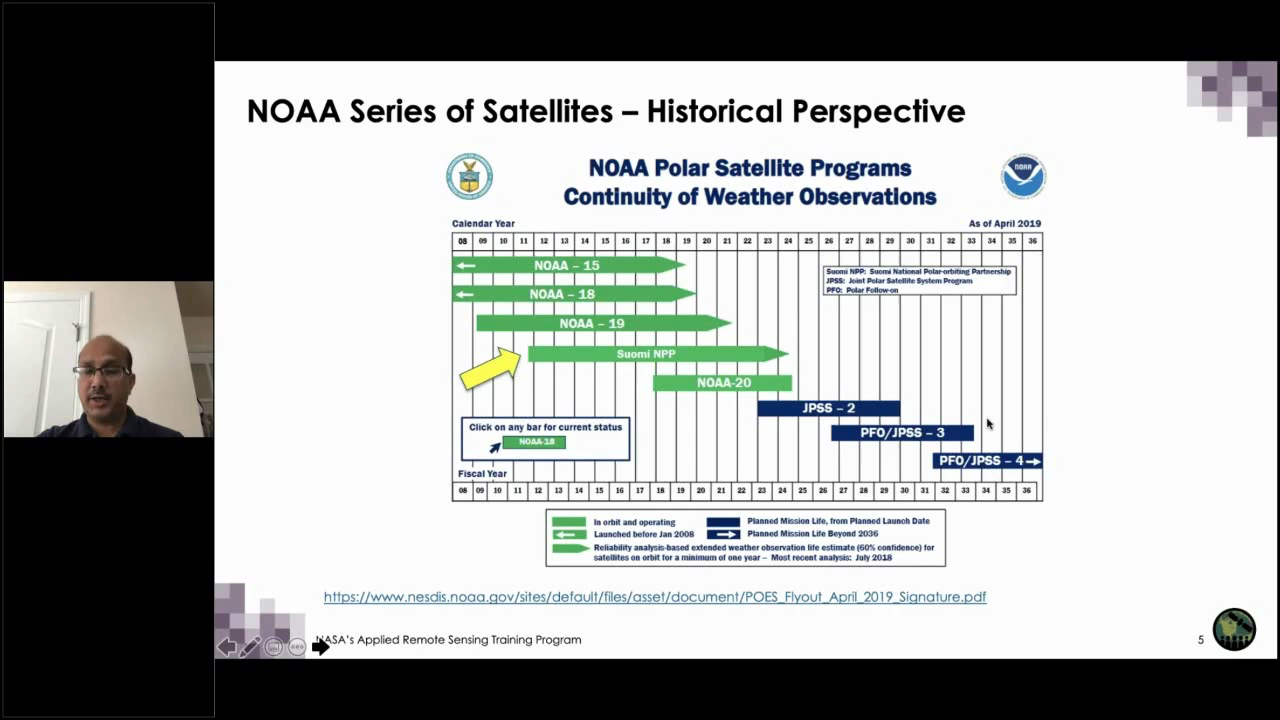 NOAA Series of Satellites – Historical Perspective
NOAA Polar Satellite Programs
Continuity of Weather Observations
NOAA
Calendar Year
As of April 2019
08 09 10 11 12 13 14 15 16 17 18 19 20 21 22 23 24 25 26 27 28 29 30 31 32 33 34 35 36
NOAA – 15
Suomi NPP: Suomi National Polar-orbiting Partnership
JPSS: Joint Polar Satellite System Program
PFO: Polar Follow-on
NOAA – 18
NOAA – 19
Suomi NPP
NOAA-20
JPSS – 2
PFO/JPSS – 3
PFO/JPSS – 4
Click on any bar for current status
NOAA-18
Fiscal Year
08 09 10 11 12 13 14 15 16 17 18 19 20 21 22 23 24 25 26 27 28 29 30 31 32 33 34 35 36
In orbit and operating
Launched before Jan 2008
Reliability analysis-based extended weather observation life estimate (60% confidence) for
satellites on orbit for a minimum of one year – Most recent analysis: July 2018
Planned Mission Life, from Planned Launch Date
Planned Mission Life Beyond 2036
https://www.nesdis.noaa.gov/sites/default/files/asset/document/POES_Flyout_April_2019_Signature.pdf
NASA's Applied Remote Sensing Training Program
5